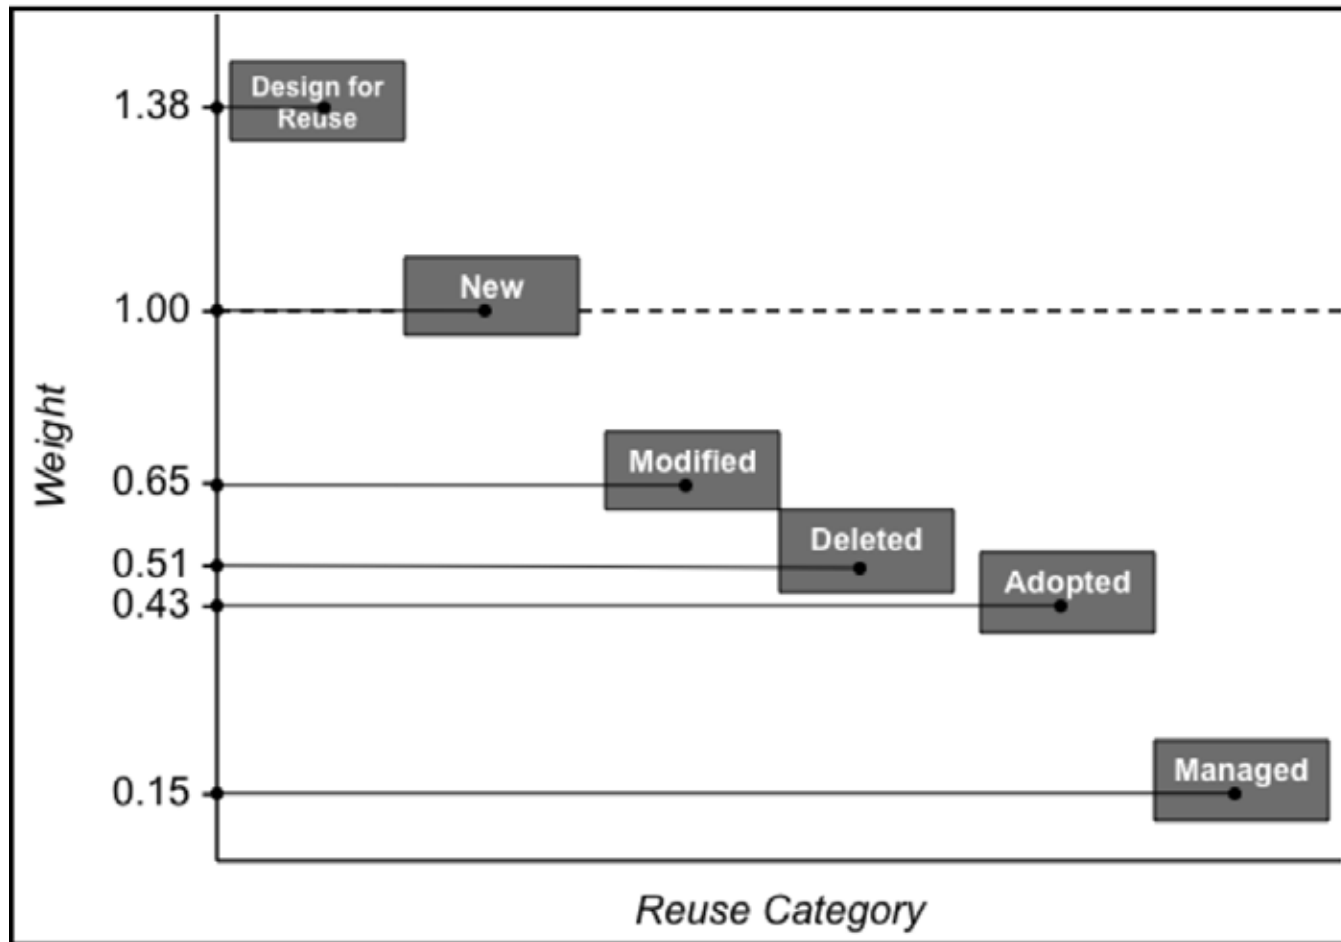 1.38
Design for
Reuse
1.00
New
0.65
Modified
0.51
Deleted
0.43
Adopted
0.15
Managed
Weight
Reuse Category